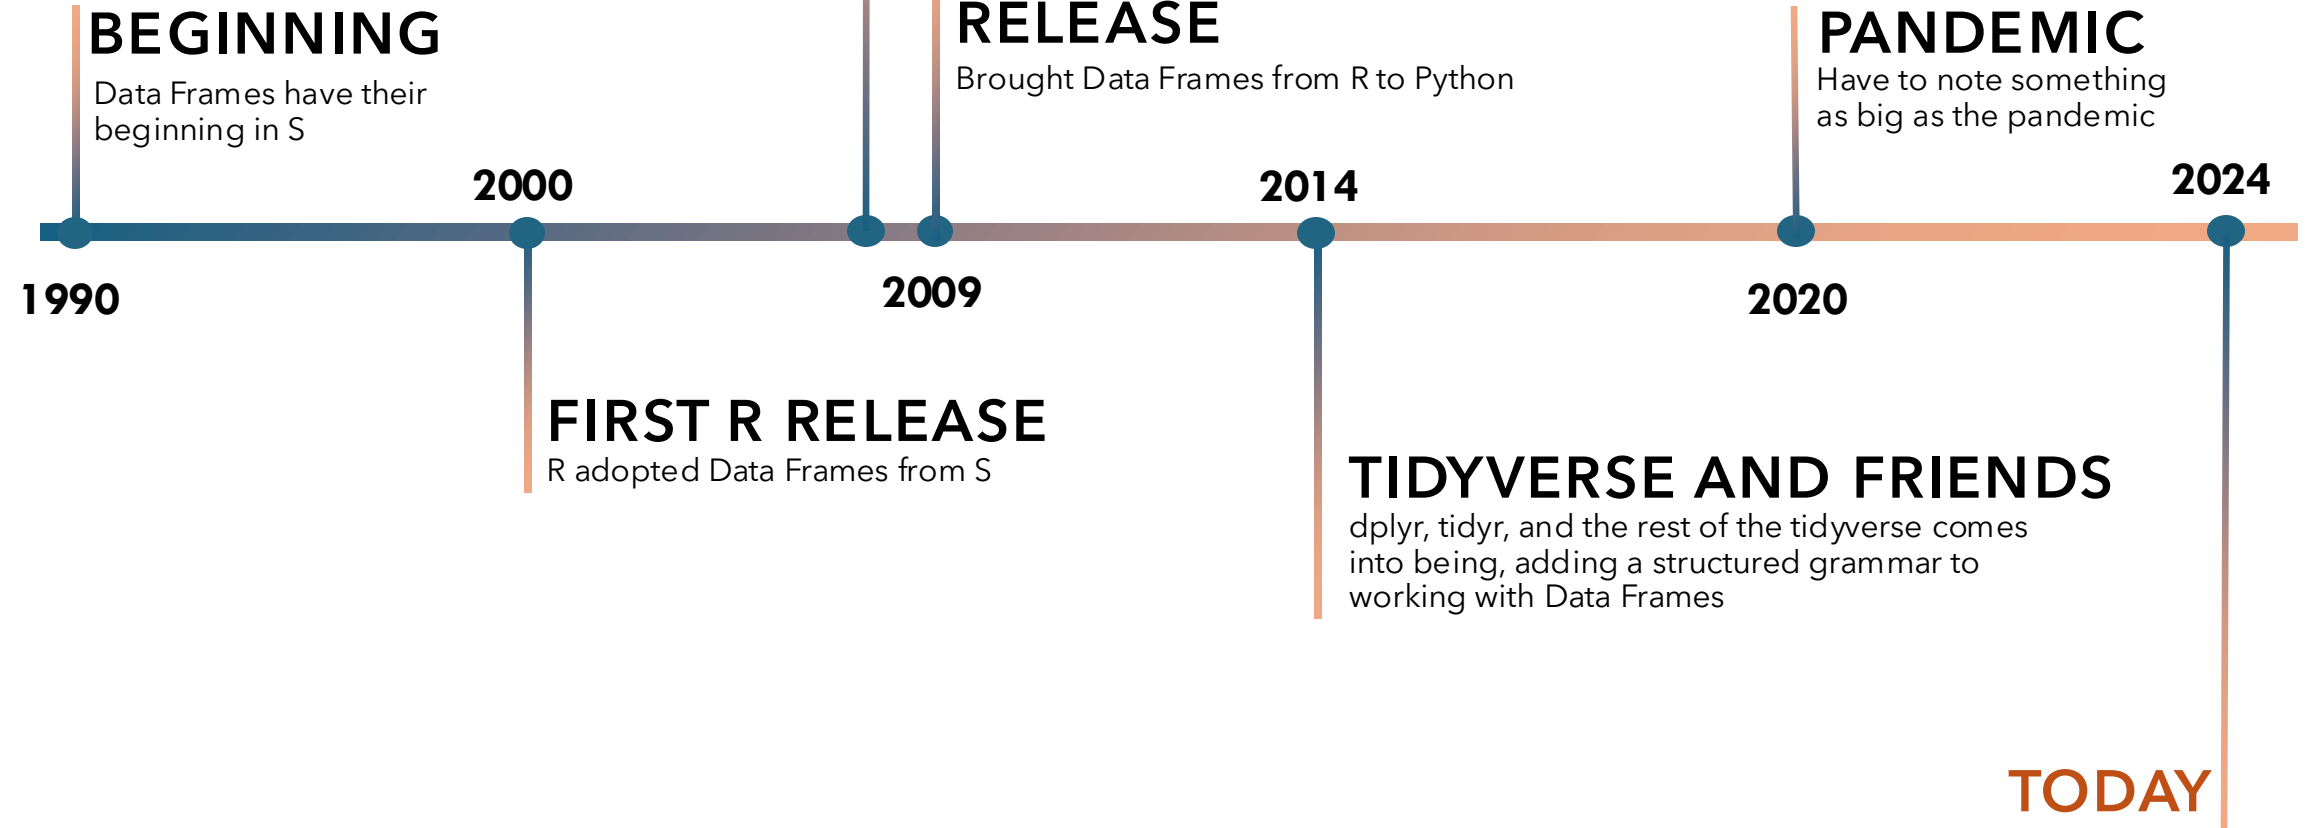 BEGINNING
Data Frames have their
beginning in S
RELEASE
Brought Data Frames from R to Python
PANDEMIC
Have to note something
as big as the pandemic
2000
2014
2024
1990
2009
2020
FIRST R RELEASE
R adopted Data Frames from S
TIDYVERSE AND FRIENDS
dplyr, tidyr, and the rest of the tidyverse comes
into being, adding a structured grammar to
working with Data Frames
TODAY